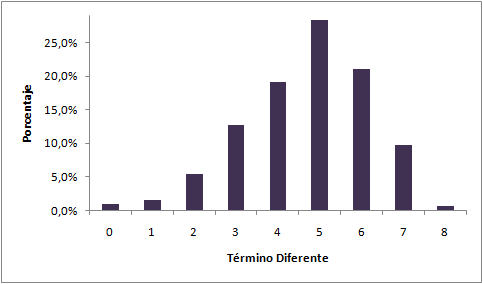 25,0%
20,0%
15,0%
10,0%
5,0%
0,0%
Porcentaje
0 1 2 3 4 5 6 7 8
Término Diferente